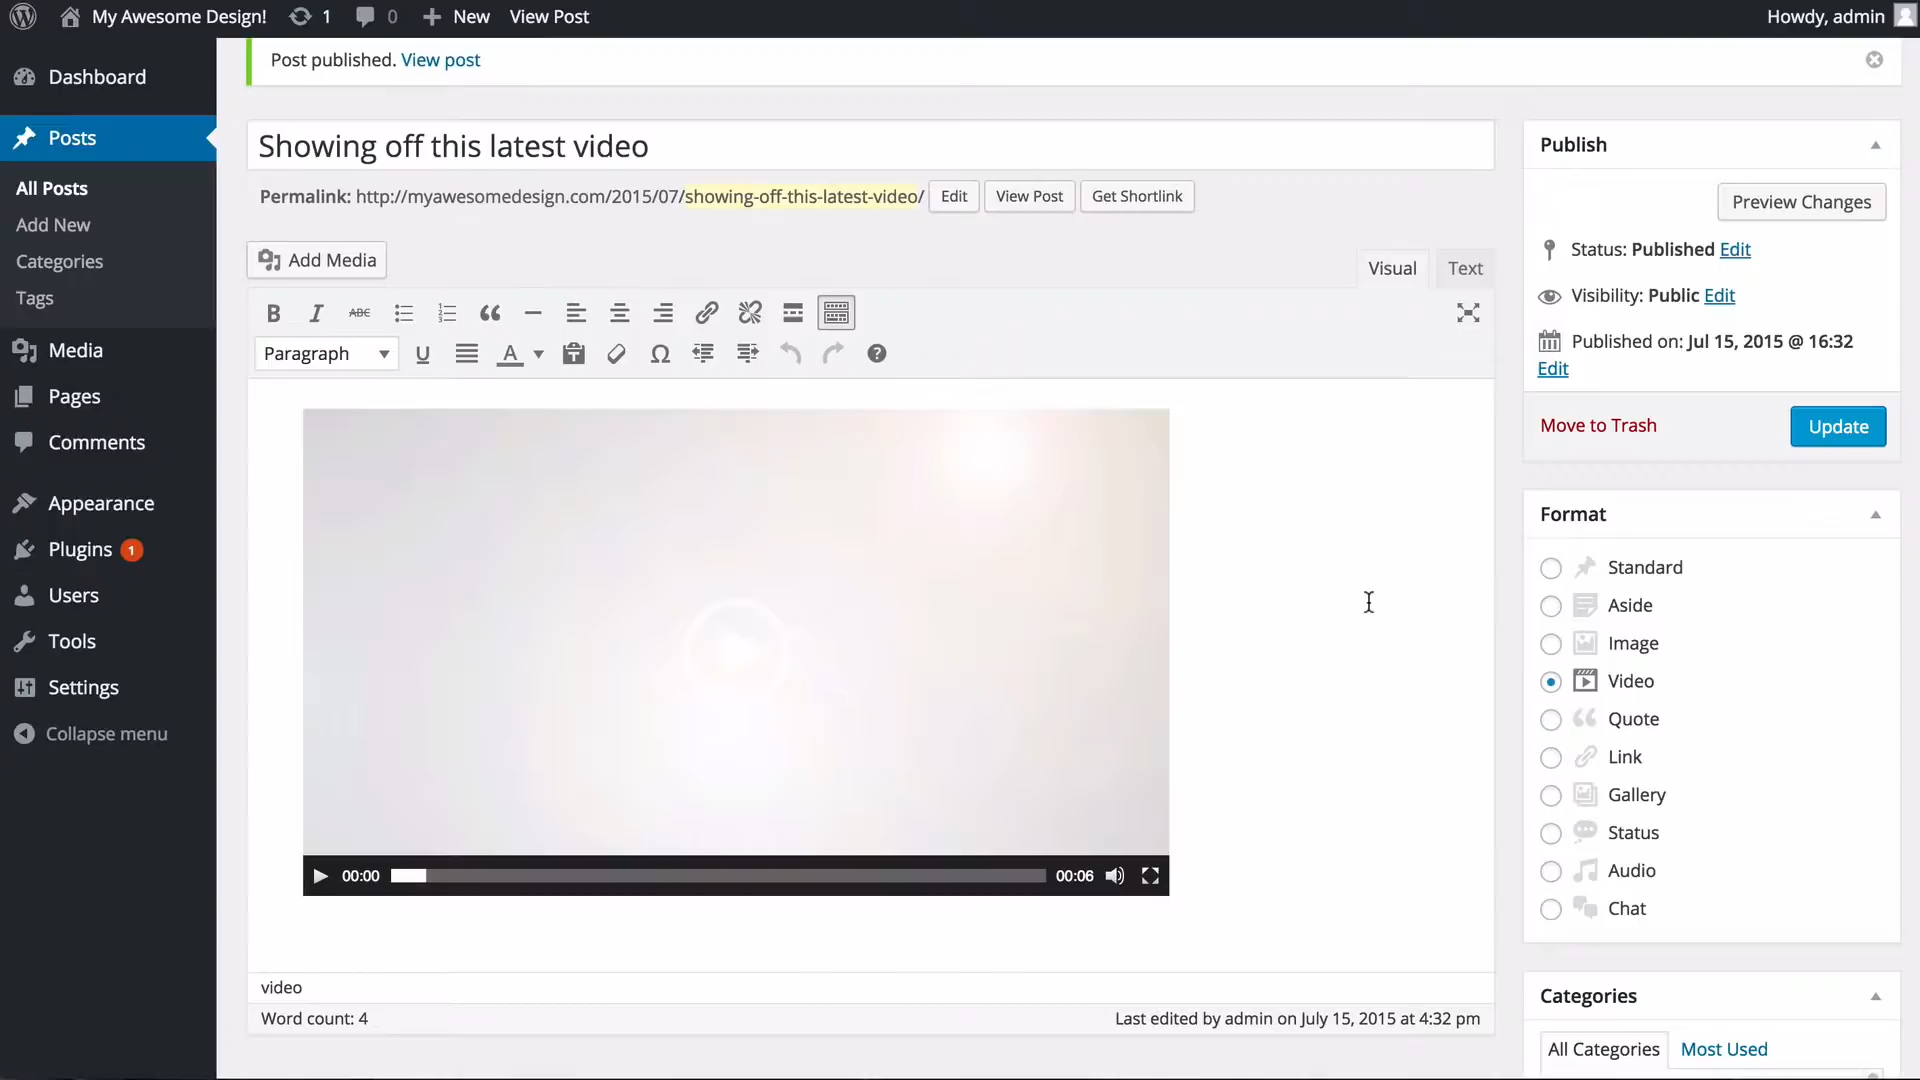 My Awesome Design! 1 0 New View Post Howdy, admin
Dashboard
Posts
All Posts
Add New
Categories
Tags
Media
Pages
Comments
Appearance
Plugins 1
Users
Tools
Settings
Collapse menu
Post published. View post
Showing off this latest video
Permalink: http://myawesomedesign.com/2015/07/showing-off-this-latest-video/ Edit View Post Get Shortlink
Add Media
Visual Text
B I ABC
Paragraph U A Ω
00:00 00:06
video
Word count: 4 Last edited by admin on July 15, 2015 at 4:32 pm
Publish
Preview Changes
Status: Published Edit
Visibility: Public Edit
Published on: Jul 15, 2015 @ 16:32
Edit
Move to Trash Update
Format
Standard
Aside
Image
Video
Quote
Link
Gallery
Status
Audio
Chat
Categories
All Categories Most Used